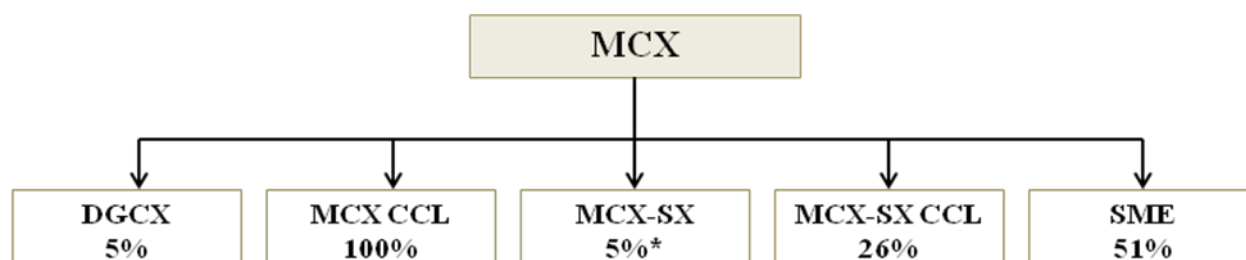 MCX
DGCX
5%
MCX CCL
100%
MCX-SX
5%*
MCX-SX CCL
26%
SME
51%